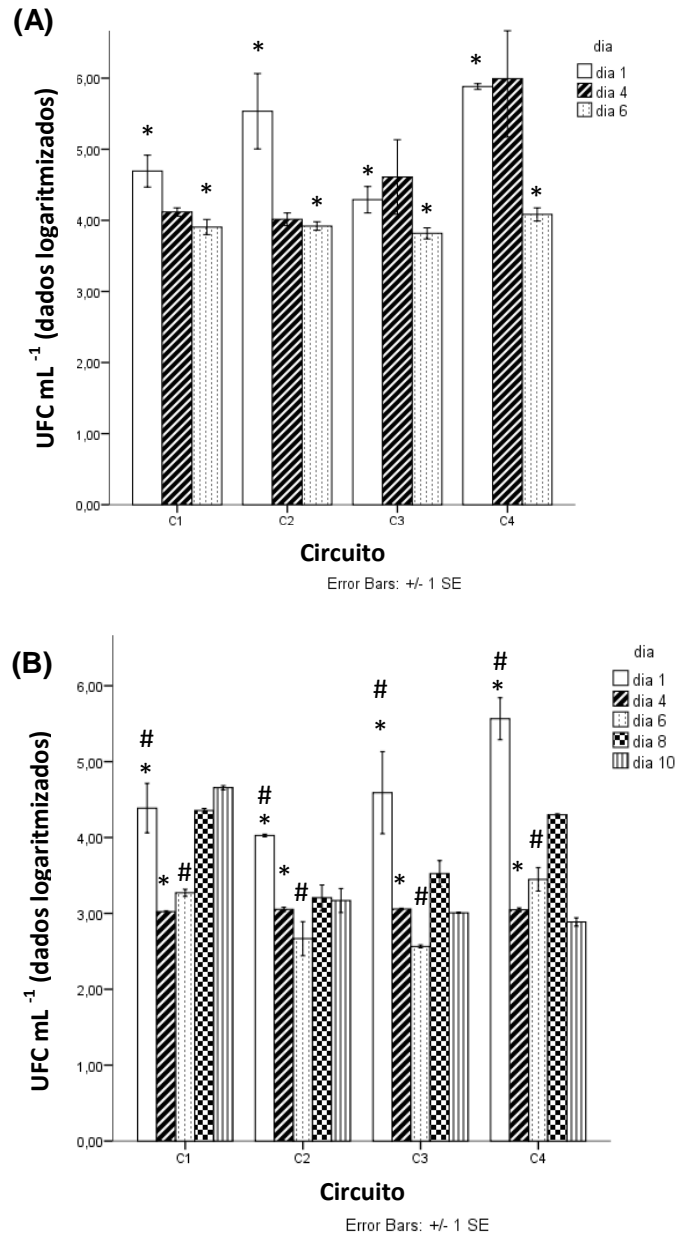 (A)
dia
dia 1
dia 4
dia 6
* * * * * * * *
6,00
5,00
4,00
3,00
2,00
1,00
0,00
UFC mL -1 (dados logaritmizados)
C1 C2 C3 C4
Circuito
Error Bars: +/- 1 SE
(B)
dia
dia 1
dia 4
dia 6
dia 8
dia 10
# # # #
* * * *
* * * *
# # # #
6,00
5,00
4,00
3,00
2,00
1,00
0,00
UFC mL -1 (dados logaritmizados)
C1 C2 C3 C4
Circuito
Error Bars: +/- 1 SE